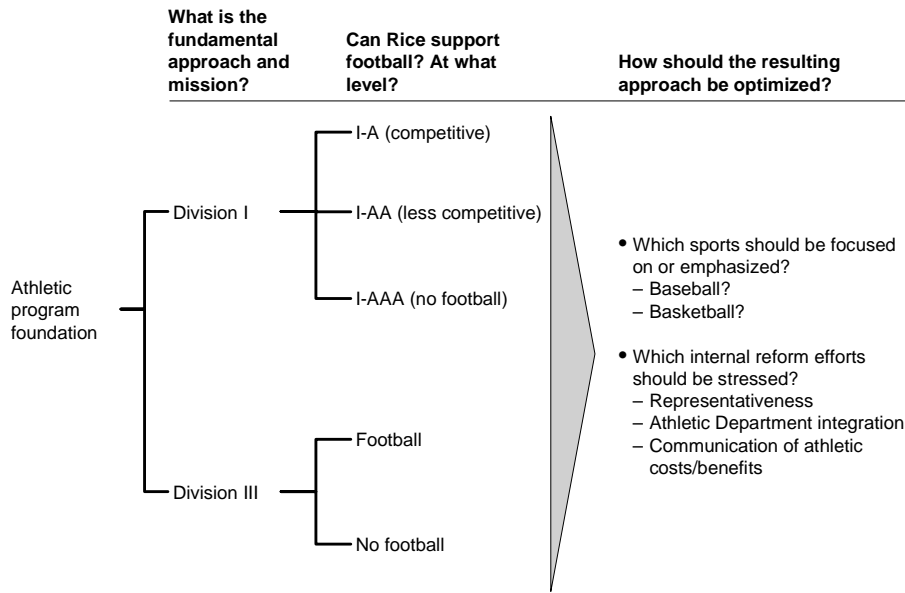 What is the
fundamental
approach and
mission?
Can Rice support
football? At what
level?
How should the resulting
approach be optimized?
Athletic
program
foundation
Division I
I-A (competitive)
I-AA (less competitive)
I-AAA (no football)
Division III
Football
No football
• Which sports should be focused
on or emphasized?
– Baseball?
– Basketball?
• Which internal reform efforts
should be stressed?
– Representativeness
– Athletic Department integration
– Communication of athletic
costs/benefits